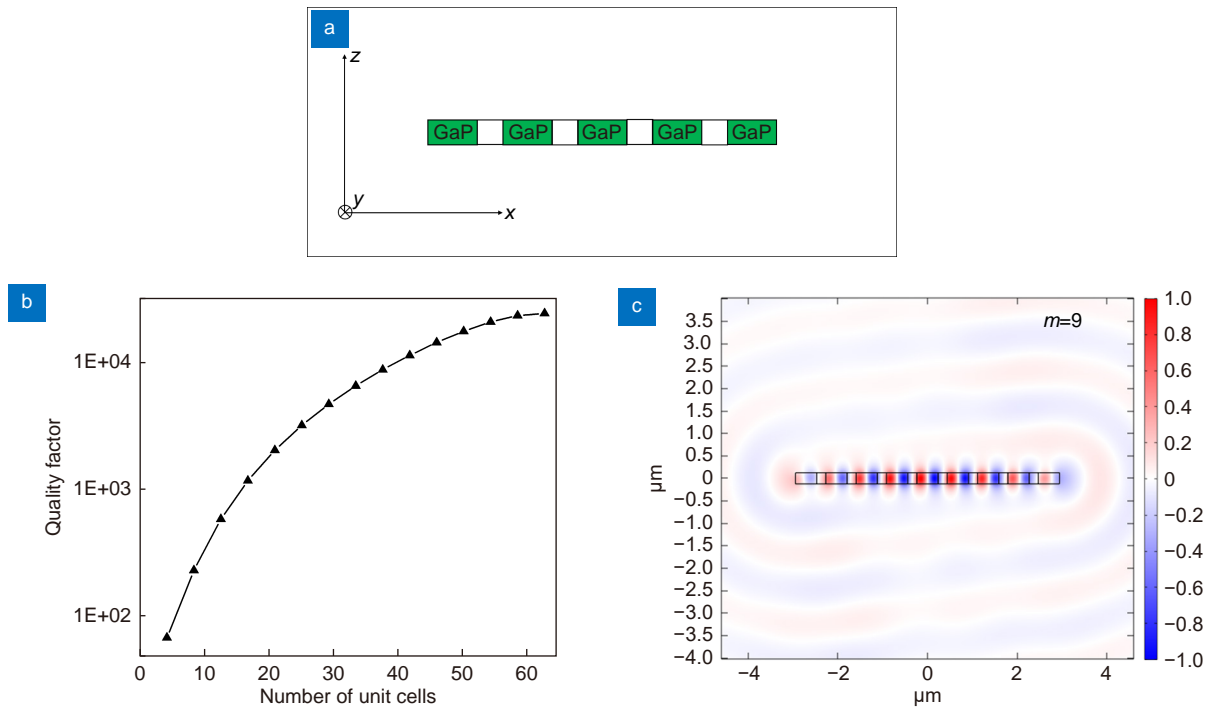 a
z
GaP GaP GaP GaP GaP
y
x
b
Quality factor
1E+04
1E+03
1E+02
0 10 20 30 40 50 60
Number of unit cells
c
m=9
μm
3.5
3.0
2.5
2.0
1.5
1.0
0.5
0
−0.5
−1.0
−1.5
−2.0
−2.5
−3.0
−3.5
−4.0
−4 −2 0 2 4
μm
1.0
0.8
0.6
0.4
0.2
0
−0.2
−0.4
−0.6
−0.8
−1.0